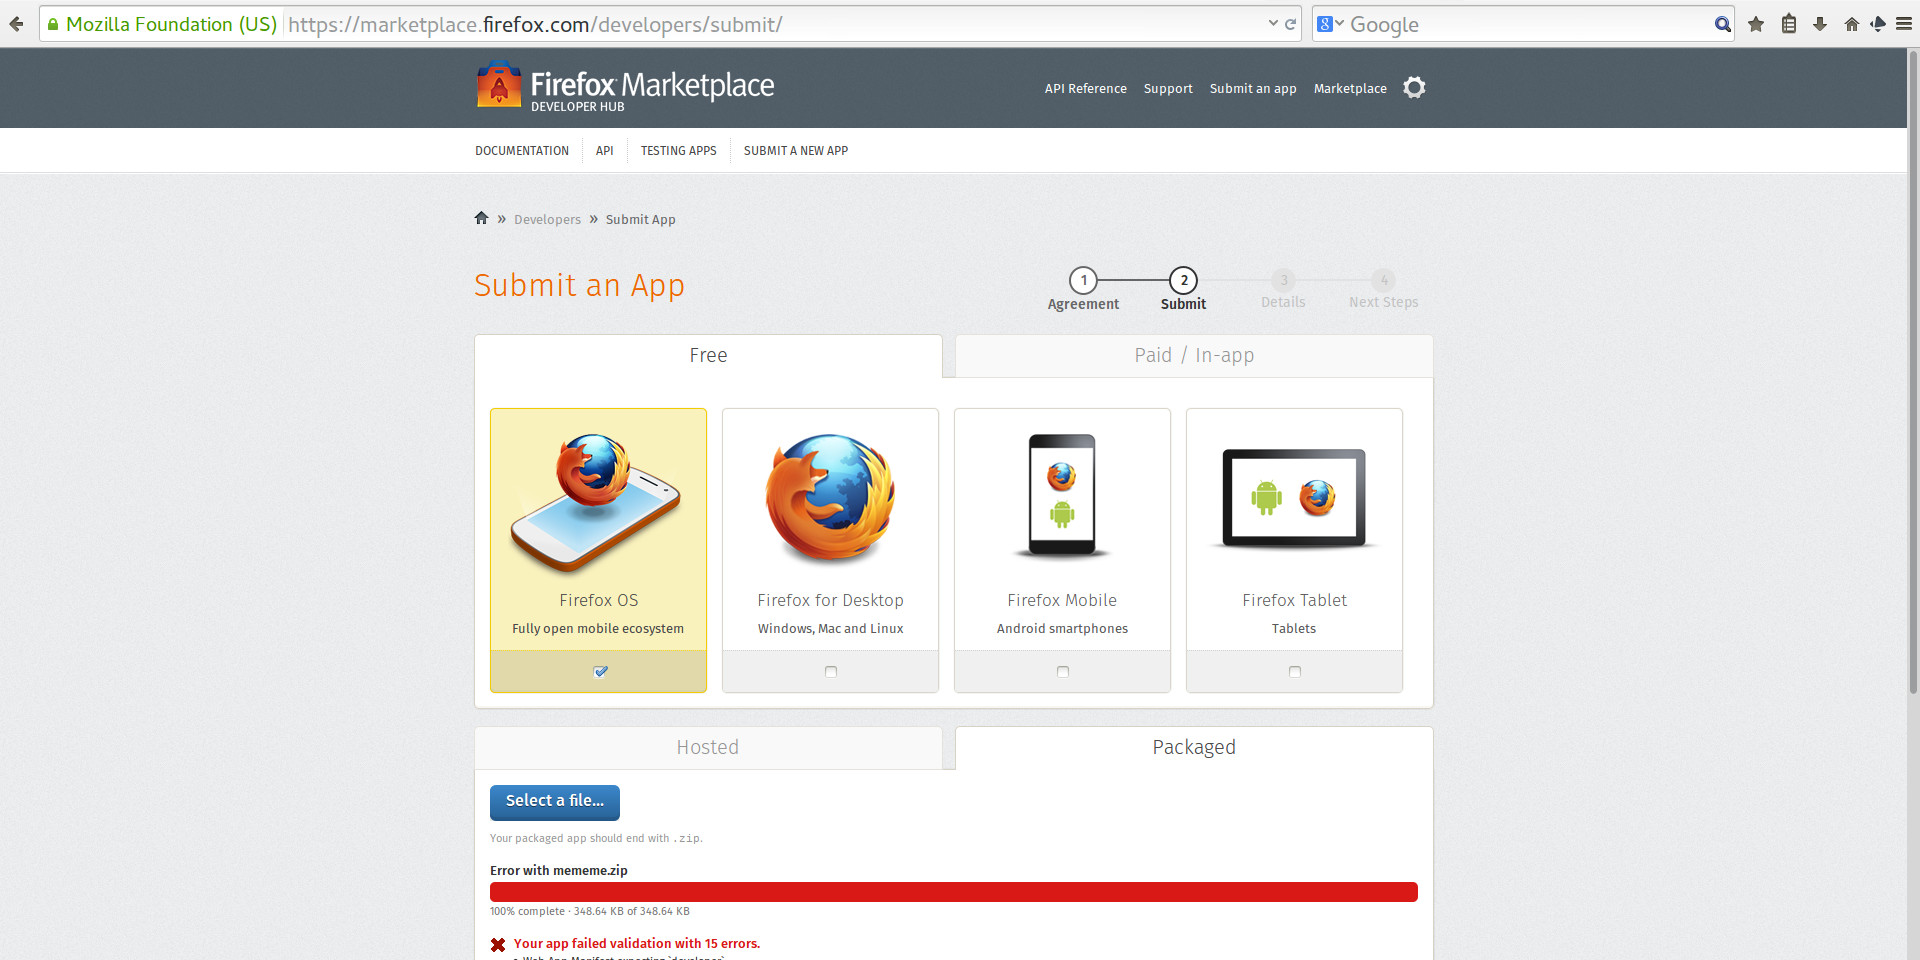 Mozilla Foundation (US) https://marketplace.firefox.com/developers/submit/ Google
Firefox Marketplace
DEVELOPER HUB
API Reference Support Submit an app Marketplace
DOCUMENTATION API TESTING APPS SUBMIT A NEW APP
» Developers » Submit App
Submit an App
1 2 3 4
Agreement Submit Details Next Steps
Free Paid / In-app
Firefox OS Firefox for Desktop Firefox Mobile Firefox Tablet
Fully open mobile ecosystem Windows, Mac and Linux Android smartphones Tablets
Hosted Packaged
Select a file...
Your packaged app should end with .zip.
Error with mememe.zip
100% complete · 348.64 KB of 348.64 KB
Your app failed validation with 15 errors.
• Web App Manifest expecting `developer`